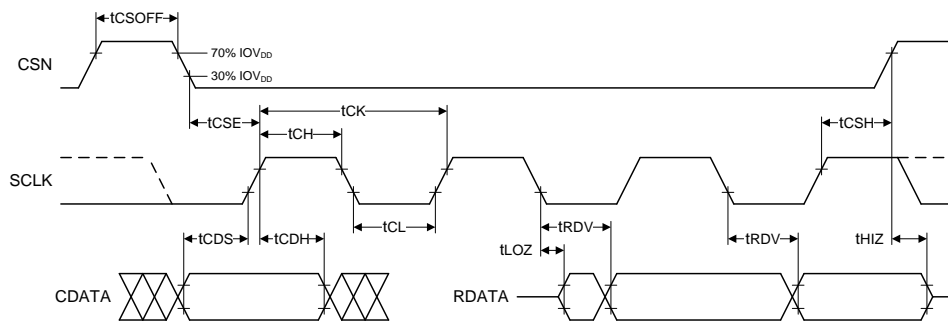 tCSOFF
CSN
70% IOVDD
30% IOVDD
tCSE
tCK
tCH
tCSH
SCLK
tCL
tCDS
tCDH
tRDV
tRDV
tLOZ
tHIZ
CDATA
RDATA